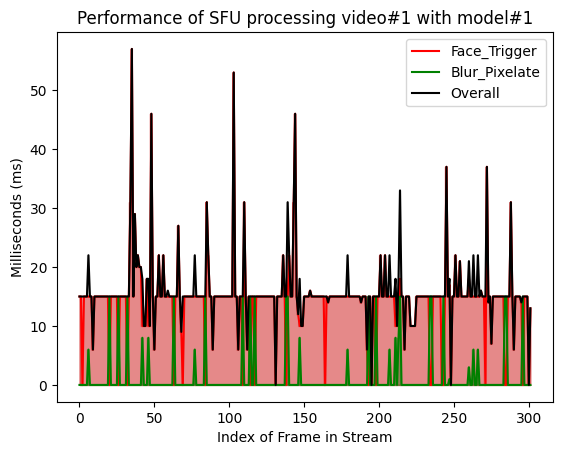 Performance of SFU processing video#1 with model#1
Face_Trigger
Blur_Pixelate
Overall
Milliseconds (ms)
50
40
30
20
10
0
0 50 100 150 200 250 300
Index of Frame in Stream